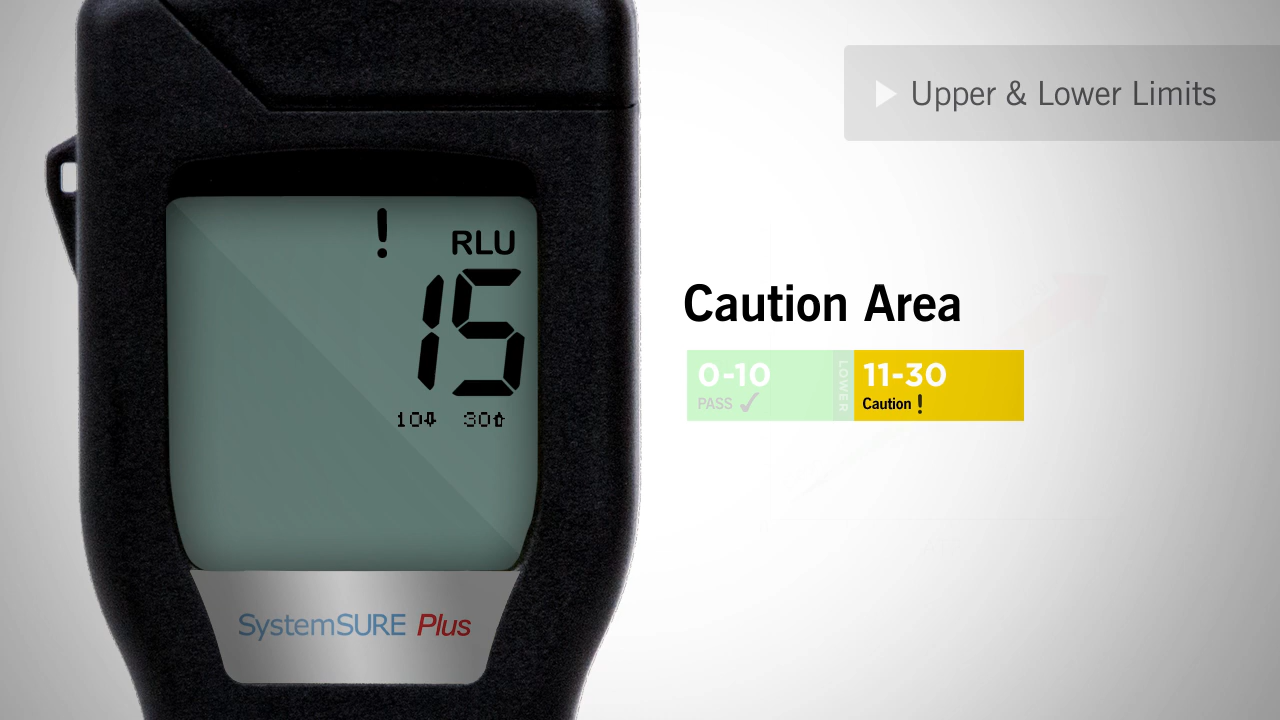 Upper & Lower Limits
!
RLU
15
10 30
Caution Area
0-10
PASS ✓
LOWER
11-30
Caution !
SystemSURE Plus